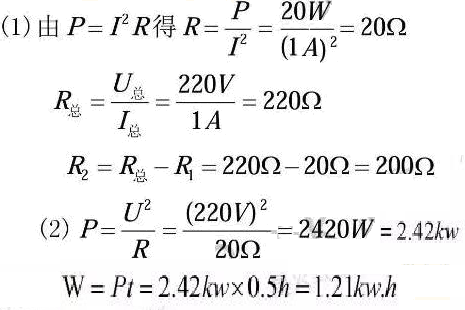 (1) 由 P = I² R 得 R = P / I² = 20W / (1A)² = 20Ω
R总 = U总 / I总 = 220V / 1A = 220Ω
R₂ = R总 − R₁ = 220Ω − 20Ω = 200Ω
(2) P = U² / R = (220V)² / 20Ω = 2420W = 2.42kw
W = Pt = 2.42kw×0.5h = 1.21kw.h